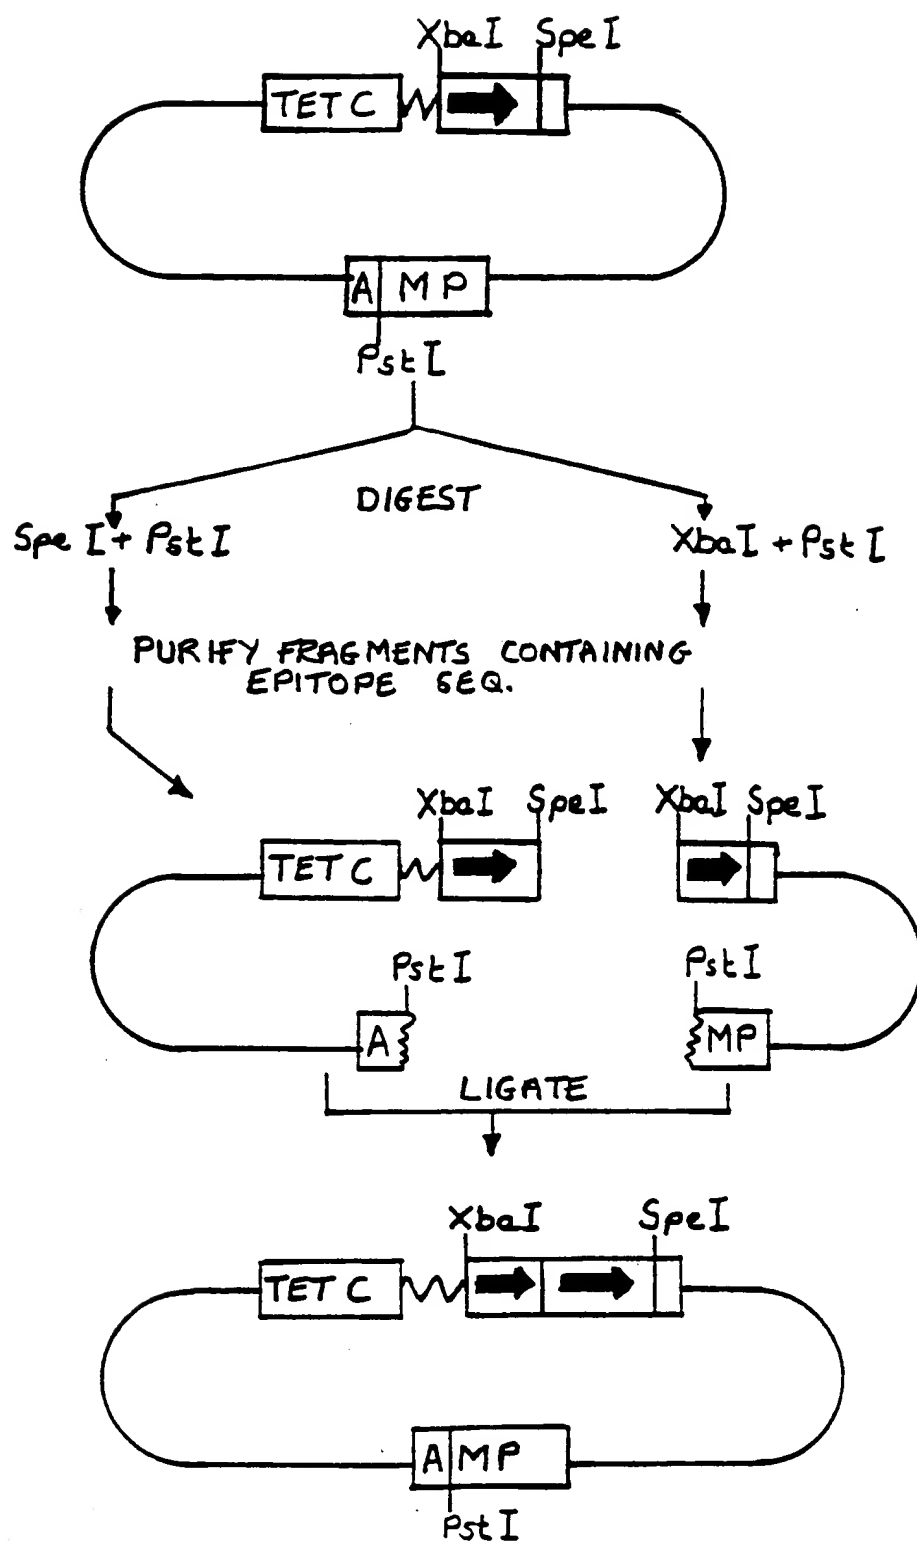 XbaI SpeI
TET C
A MP
PstI
DIGEST
SpeI + PstI XbaI + PstI
PURIFY FRAGMENTS CONTAINING
EPITOPE SEQ.
XbaI SpeI XbaI SpeI
TET C
PstI PstI
A MP
LIGATE
XbaI SpeI
TET C
A MP
PstI